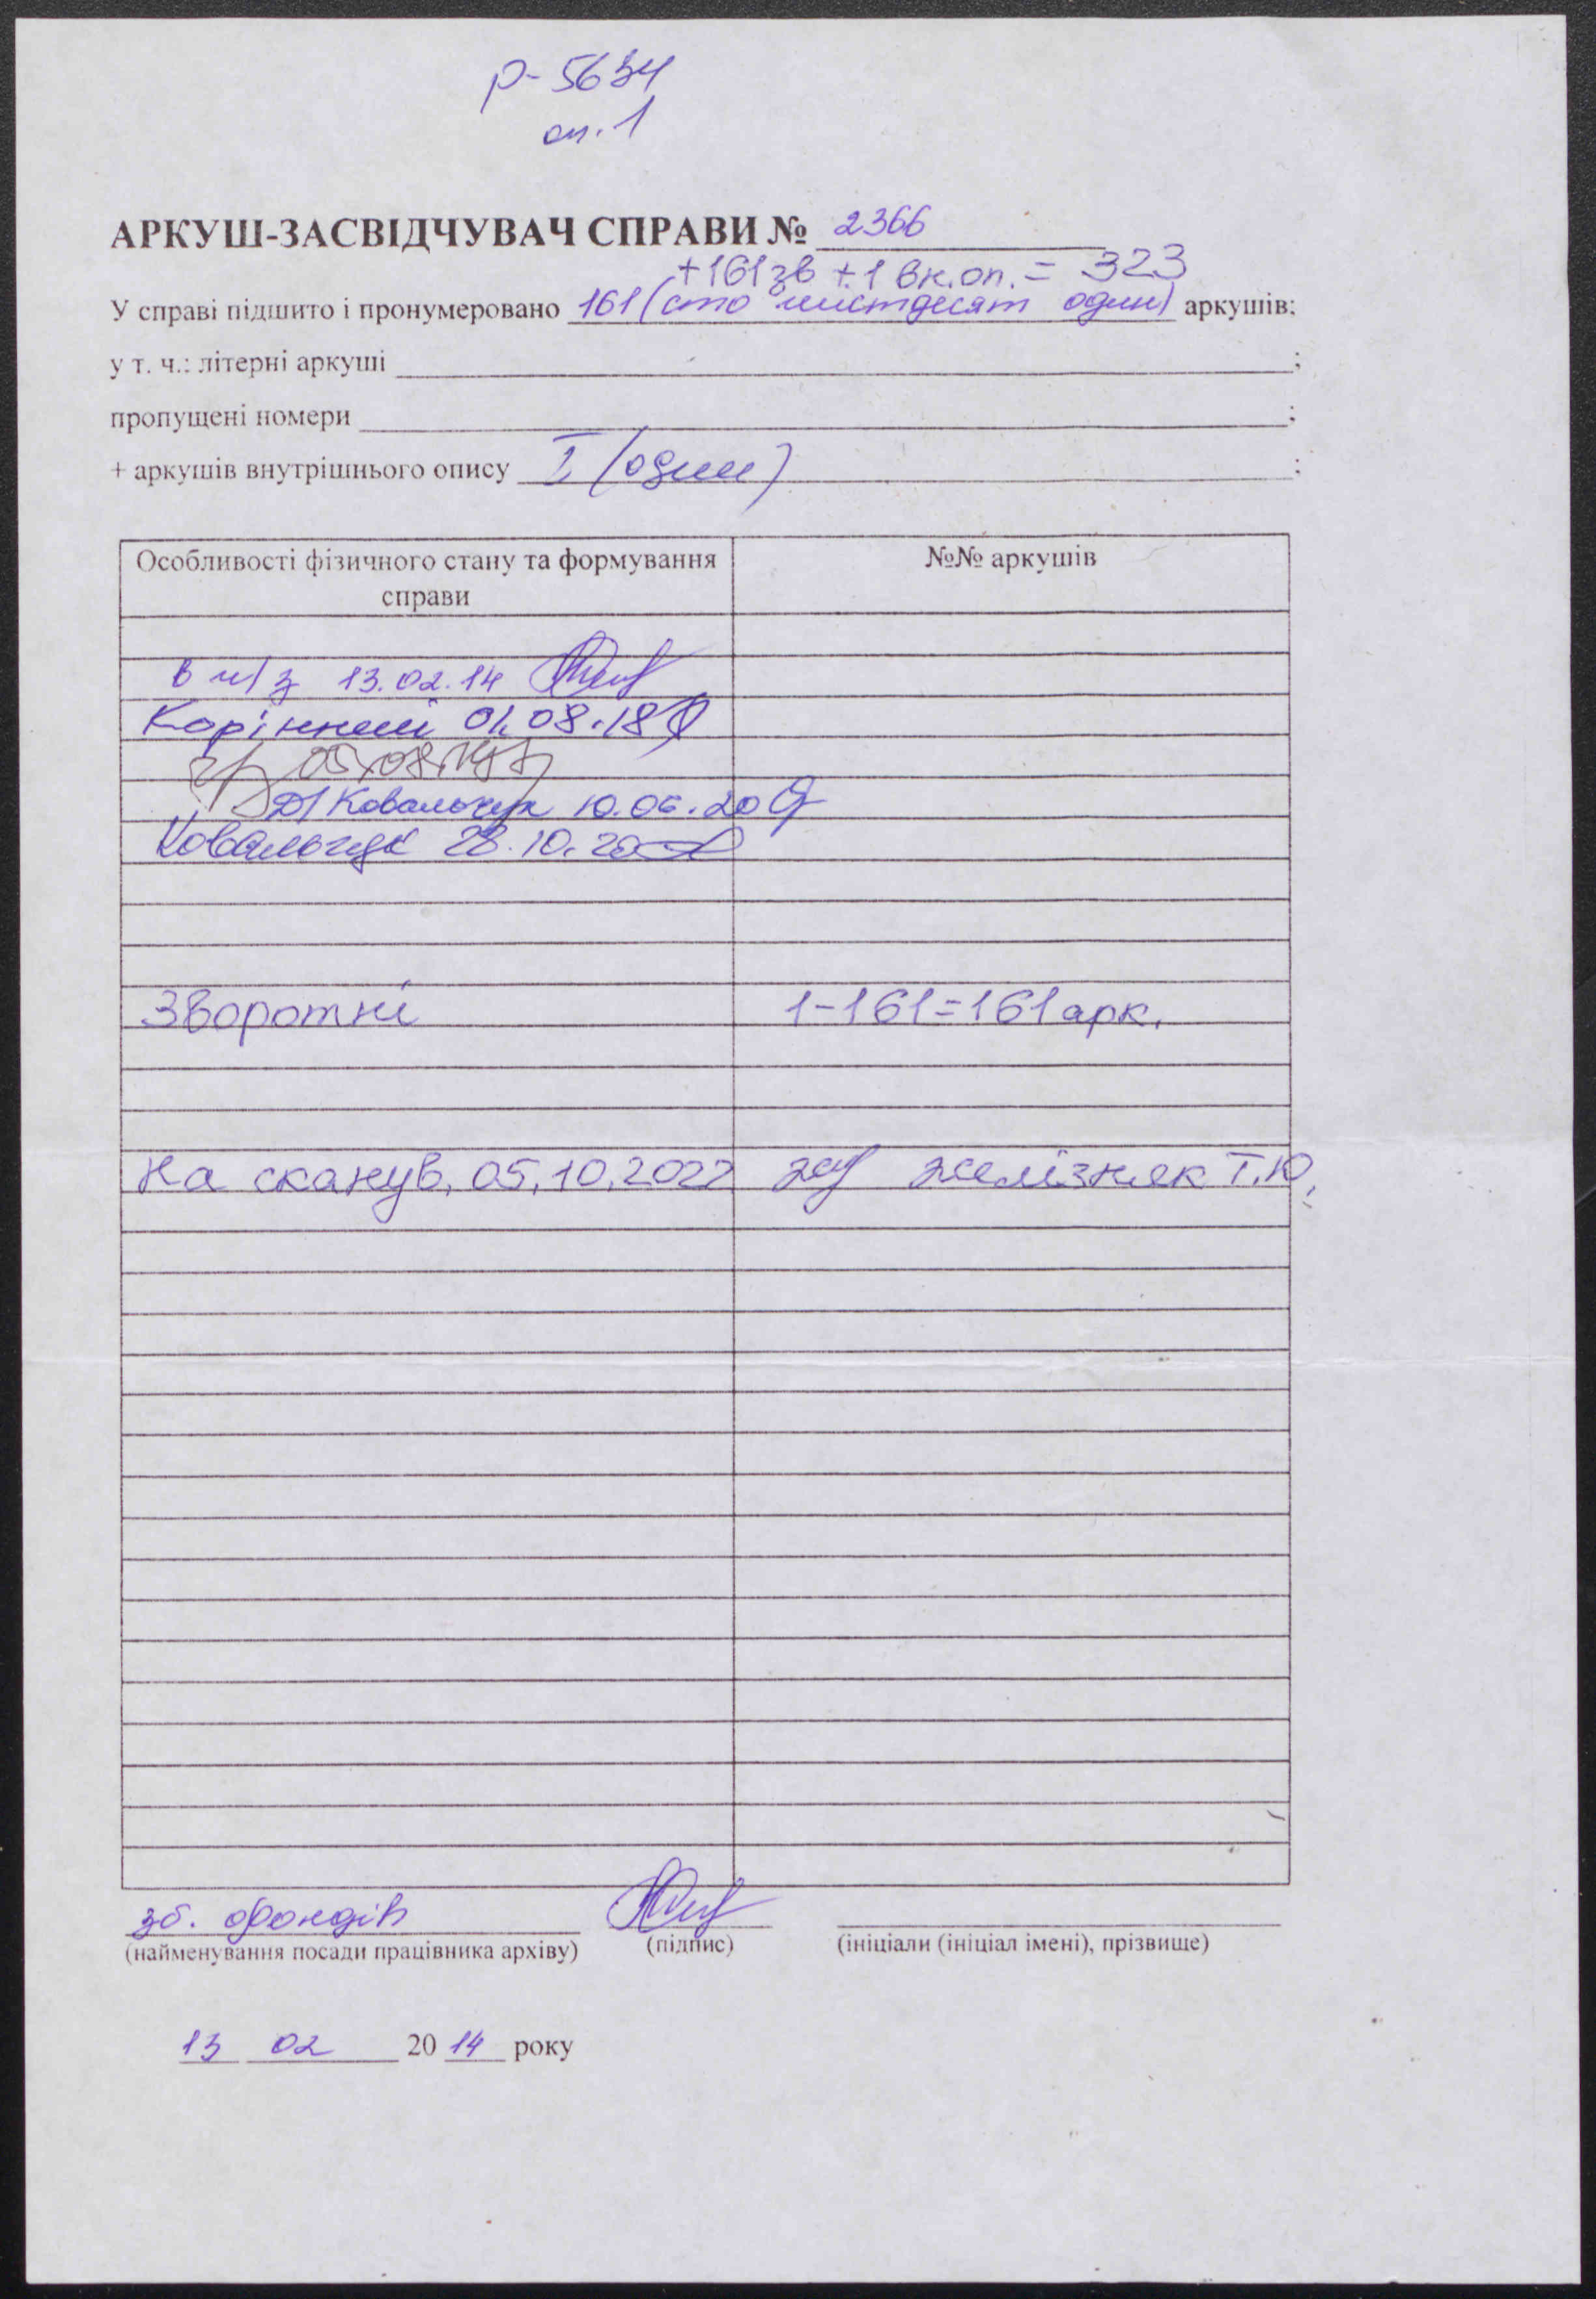 р-5634
оп. 1
АРКУШ-ЗАСВІДЧУВАЧ СПРАВИ № 2366
+161зв + 1 вн.оп. = 323
У справі підшито і пронумеровано 161 (сто шістдесят один) аркушів;
у т. ч.: літерні аркуші ;
пропущені номери ;
+ аркушів внутрішнього опису I (один) ;
Особливості фізичного стану та формування справи
№№ аркушів
в ч/з 13.02.14
Корінний 01.08.18
05.08.19
Ковальчук 10.06.20
Ковальчук 28.10.20
Зворотні 1-161=161арк.
На сканув. 05.10.2022 Желізняк Т.Ю.
зб. фондів
(найменування посади працівника архіву) (підпис) (ініціали (ініціал імені), прізвище)
13 02 20 14 року